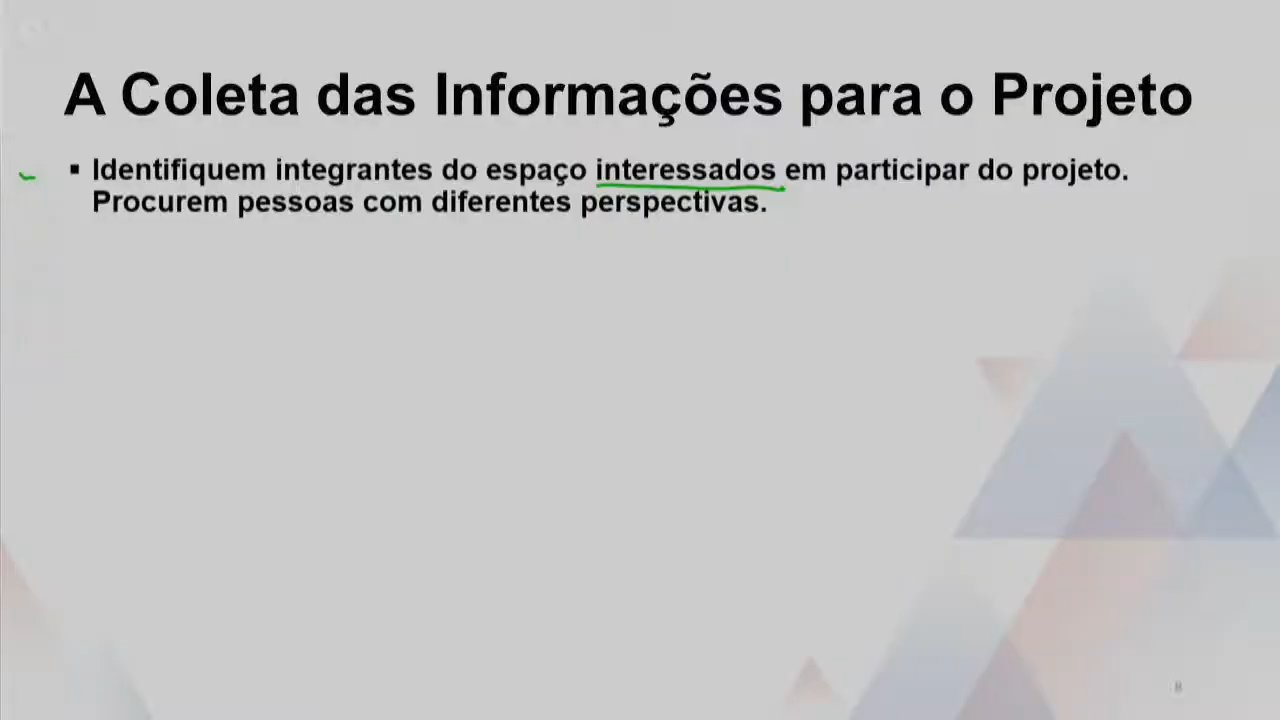 A Coleta das Informações para o Projeto
▪ Identifiquem integrantes do espaço interessados em participar do projeto.
Procurem pessoas com diferentes perspectivas.
8